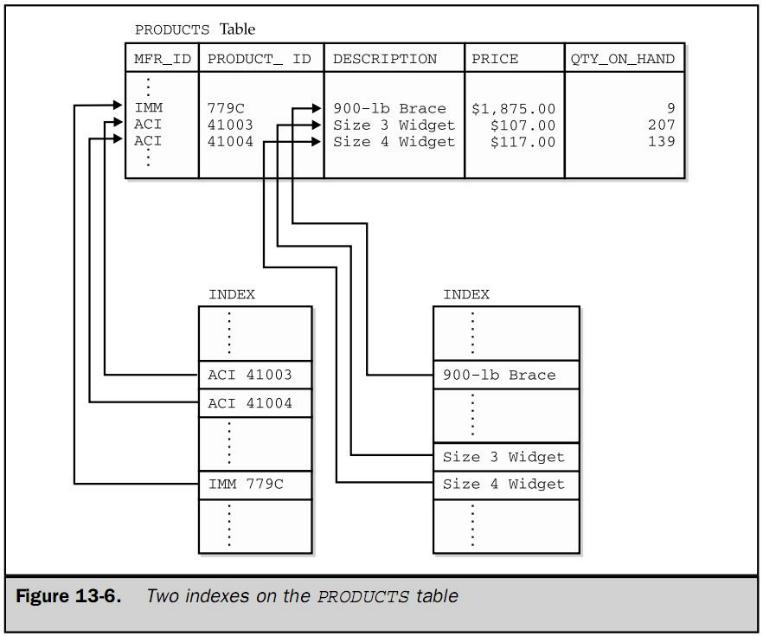 PRODUCTS Table
MFR_ID PRODUCT_ ID DESCRIPTION PRICE QTY_ON_HAND
IMM 779C 900-lb Brace $1,875.00 9
ACI 41003 Size 3 Widget $107.00 207
ACI 41004 Size 4 Widget $117.00 139
INDEX
ACI 41003
ACI 41004
IMM 779C
INDEX
900-lb Brace
Size 3 Widget
Size 4 Widget
Figure 13-6. Two indexes on the PRODUCTS table